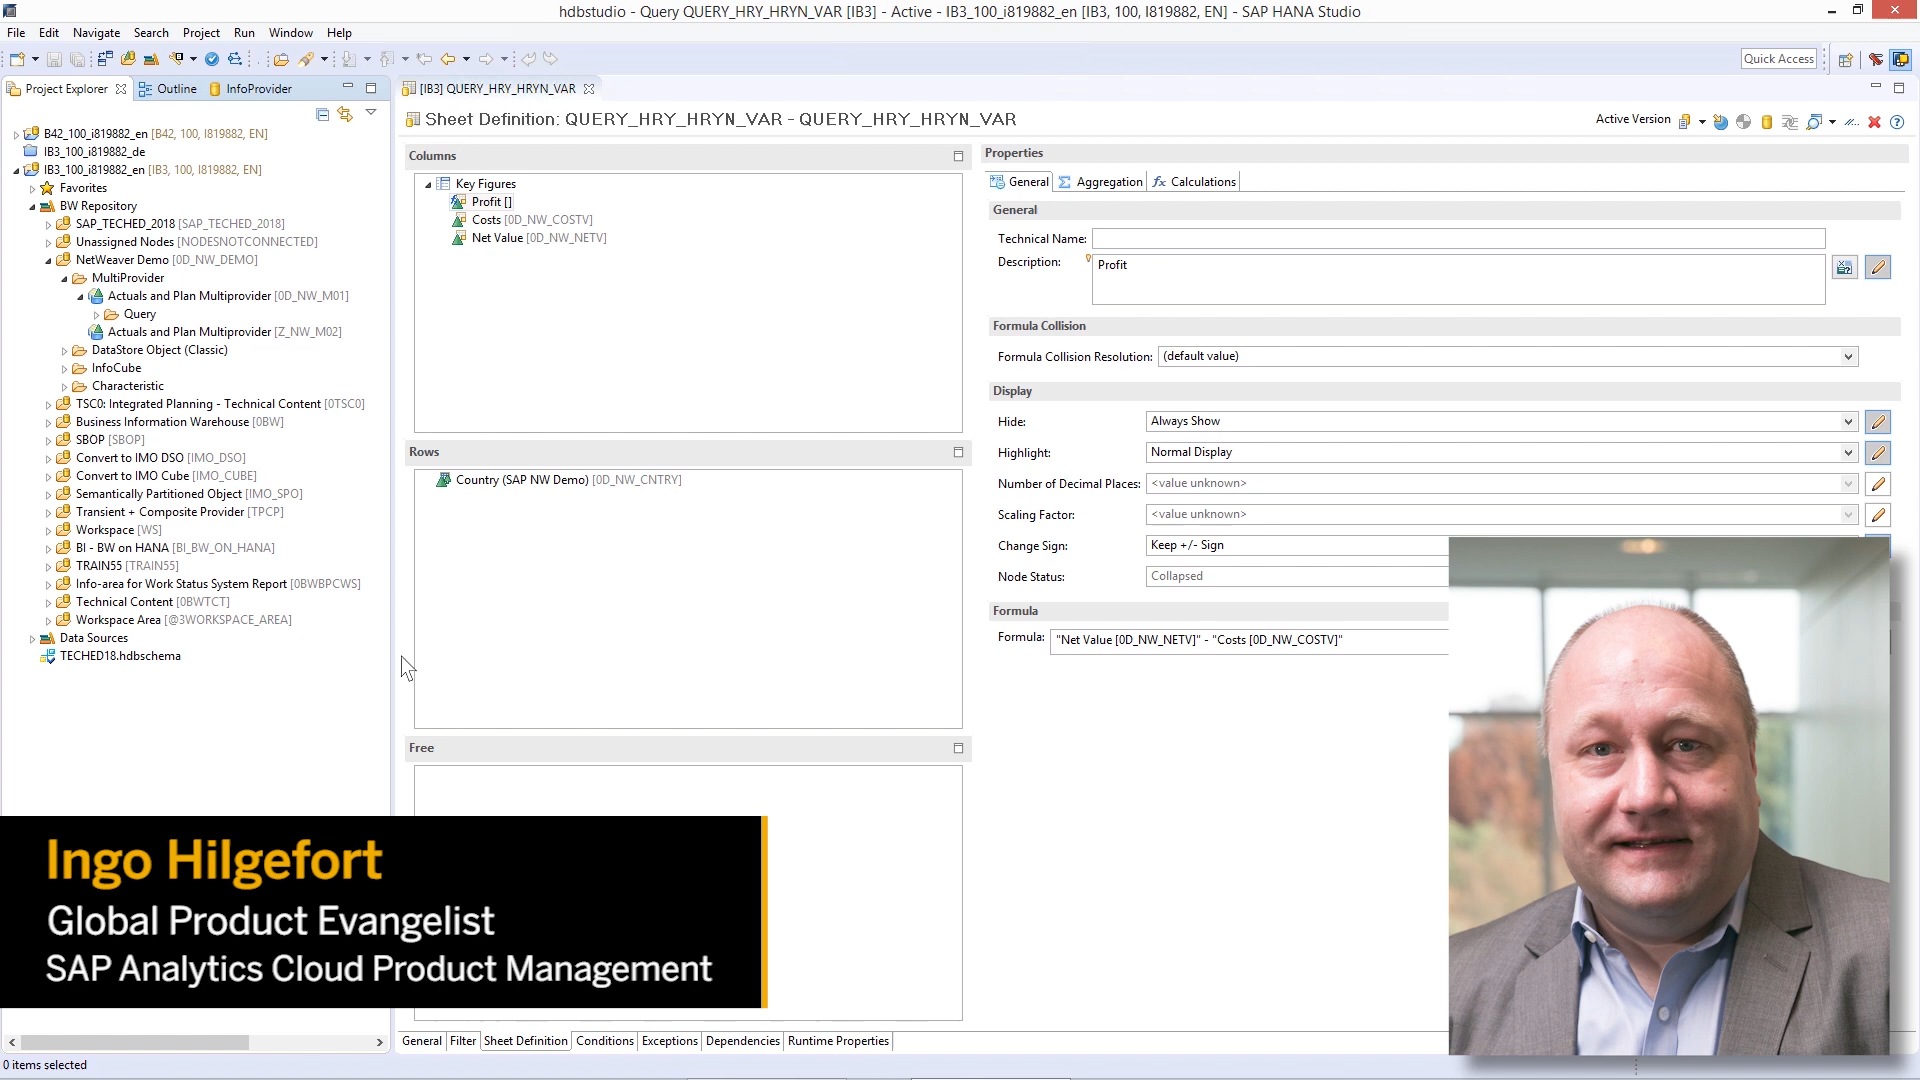 hdbstudio - Query QUERY_HRY_HRYN_VAR [IB3] - Active - IB3_100_i819882_en [IB3, 100, I819882, EN] - SAP HANA Studio
File Edit Navigate Search Project Run Window Help
Quick Access
Project Explorer Outline InfoProvider
[IB3] QUERY_HRY_HRYN_VAR
B42_100_i819882_en [B42, 100, I819882, EN]
IB3_100_i819882_de
IB3_100_i819882_en [IB3, 100, I819882, EN]
Favorites
BW Repository
SAP_TECHED_2018 [SAP_TECHED_2018]
Unassigned Nodes [NODESNOTCONNECTED]
NetWeaver Demo [0D_NW_DEMO]
MultiProvider
Actuals and Plan Multiprovider [0D_NW_M01]
Query
Actuals and Plan Multiprovider [Z_NW_M02]
DataStore Object (Classic)
InfoCube
Characteristic
TSC0: Integrated Planning - Technical Content [0TSC0]
Business Information Warehouse [0BW]
SBOP [SBOP]
Convert to IMO DSO [IMO_DSO]
Convert to IMO Cube [IMO_CUBE]
Semantically Partitioned Object [IMO_SPO]
Transient + Composite Provider [TPCP]
Workspace [WS]
BI - BW on HANA [BI_BW_ON_HANA]
TRAIN55 [TRAIN55]
Info-area for Work Status System Report [0BWBPCWS]
Technical Content [0BWTCT]
Workspace Area [@3WORKSPACE_AREA]
Data Sources
TECHED18.hdbschema
Sheet Definition: QUERY_HRY_HRYN_VAR - QUERY_HRY_HRYN_VAR
Active Version
Columns
Key Figures
Profit []
Costs [0D_NW_COSTV]
Net Value [0D_NW_NETV]
Rows
Country (SAP NW Demo) [0D_NW_CNTRY]
Free
Properties
General Aggregation Calculations
General
Technical Name:
Description: Profit
Formula Collision
Formula Collision Resolution: (default value)
Display
Hide: Always Show
Highlight: Normal Display
Number of Decimal Places: <value unknown>
Scaling Factor: <value unknown>
Change Sign: Keep +/- Sign
Node Status: Collapsed
Formula
Formula: "Net Value [0D_NW_NETV]" - "Costs [0D_NW_COSTV]"
Ingo Hilgefort
Global Product Evangelist
SAP Analytics Cloud Product Management
General Filter Sheet Definition Conditions Exceptions Dependencies Runtime Properties
0 items selected